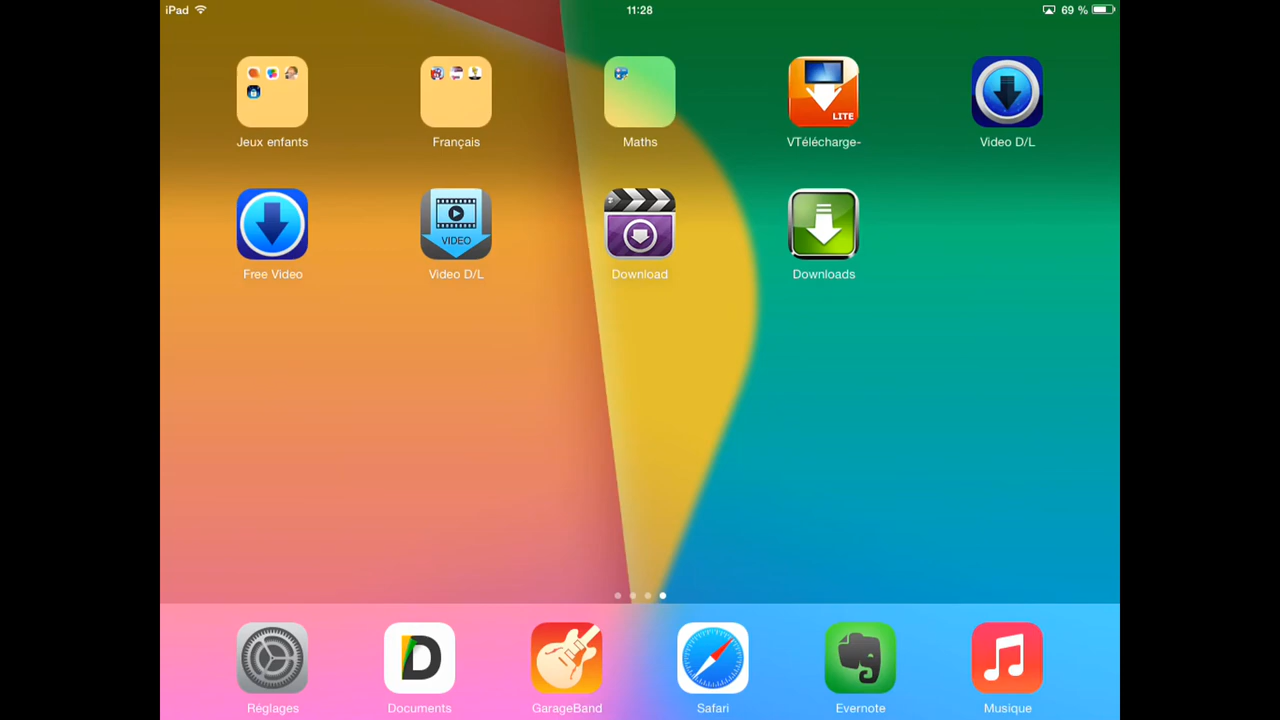 iPad 11:28 69 %
Jeux enfants Français Maths VTélécharge- Video D/L
LITE
Free Video Video D/L Download Downloads
VIDEO
Réglages Documents GarageBand Safari Evernote Musique
D